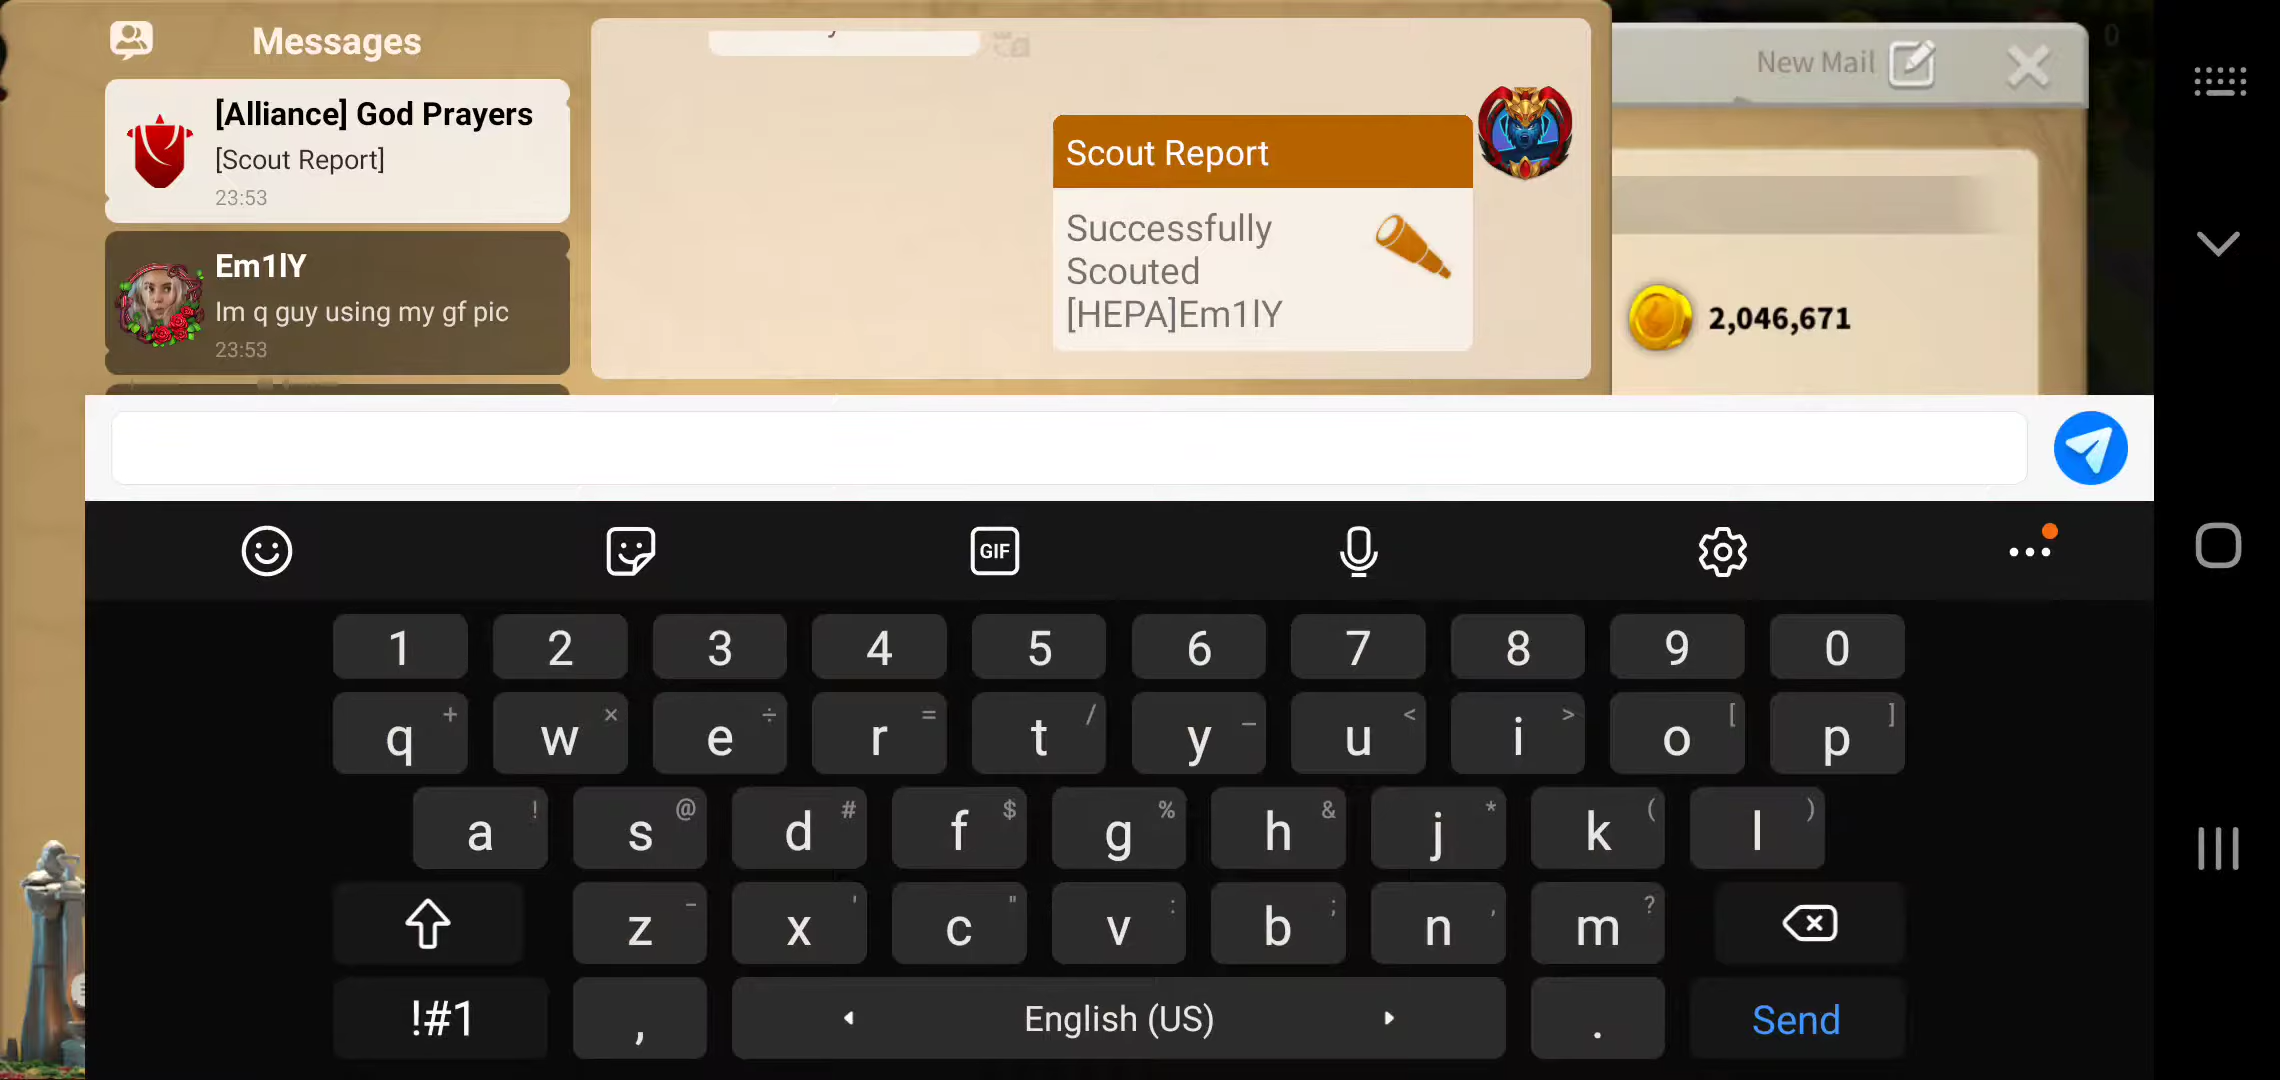 Messages
[Alliance] God Prayers
[Scout Report]
23:53
Em1lY
Im q guy using my gf pic
23:53
Scout Report
Successfully
Scouted
[HEPA]Em1lY
New Mail
0
2,046,671
GIF
1 2 3 4 5 6 7 8 9 0
q + w × e ÷ r = t / y _ u < i > o [ p ]
a ! s @ d # f $ g % h & j * k ( l )
z - x ' c " v : b ; n , m ?
!#1 , English (US) . Send